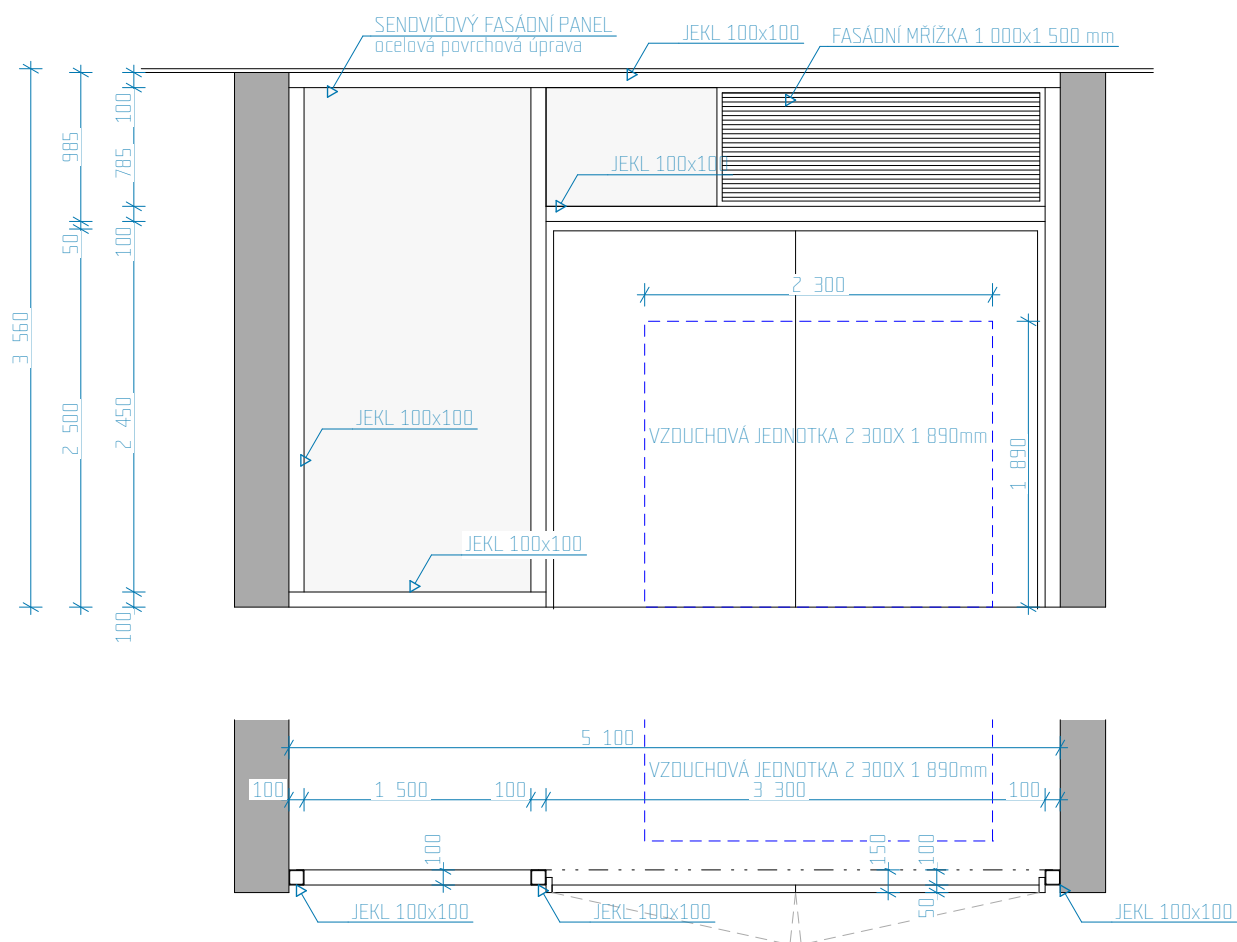 SENDVIČOVÝ FASÁDNÍ PANEL
ocelová povrchová úprava
JEKL 100x100
FASÁDNÍ MŘÍŽKA 1 000x1 500 mm
100
985
785
JEKL 100x100
50
100
2 300
3 560
2 500
2 450
JEKL 100x100
VZDUCHOVÁ JEDNOTKA 2 300X 1 890mm
1 890
JEKL 100x100
100
5 100
VZDUCHOVÁ JEDNOTKA 2 300X 1 890mm
100
1 500
100
3 300
100
100
150
100
50
JEKL 100x100
JEKL 100x100
JEKL 100x100